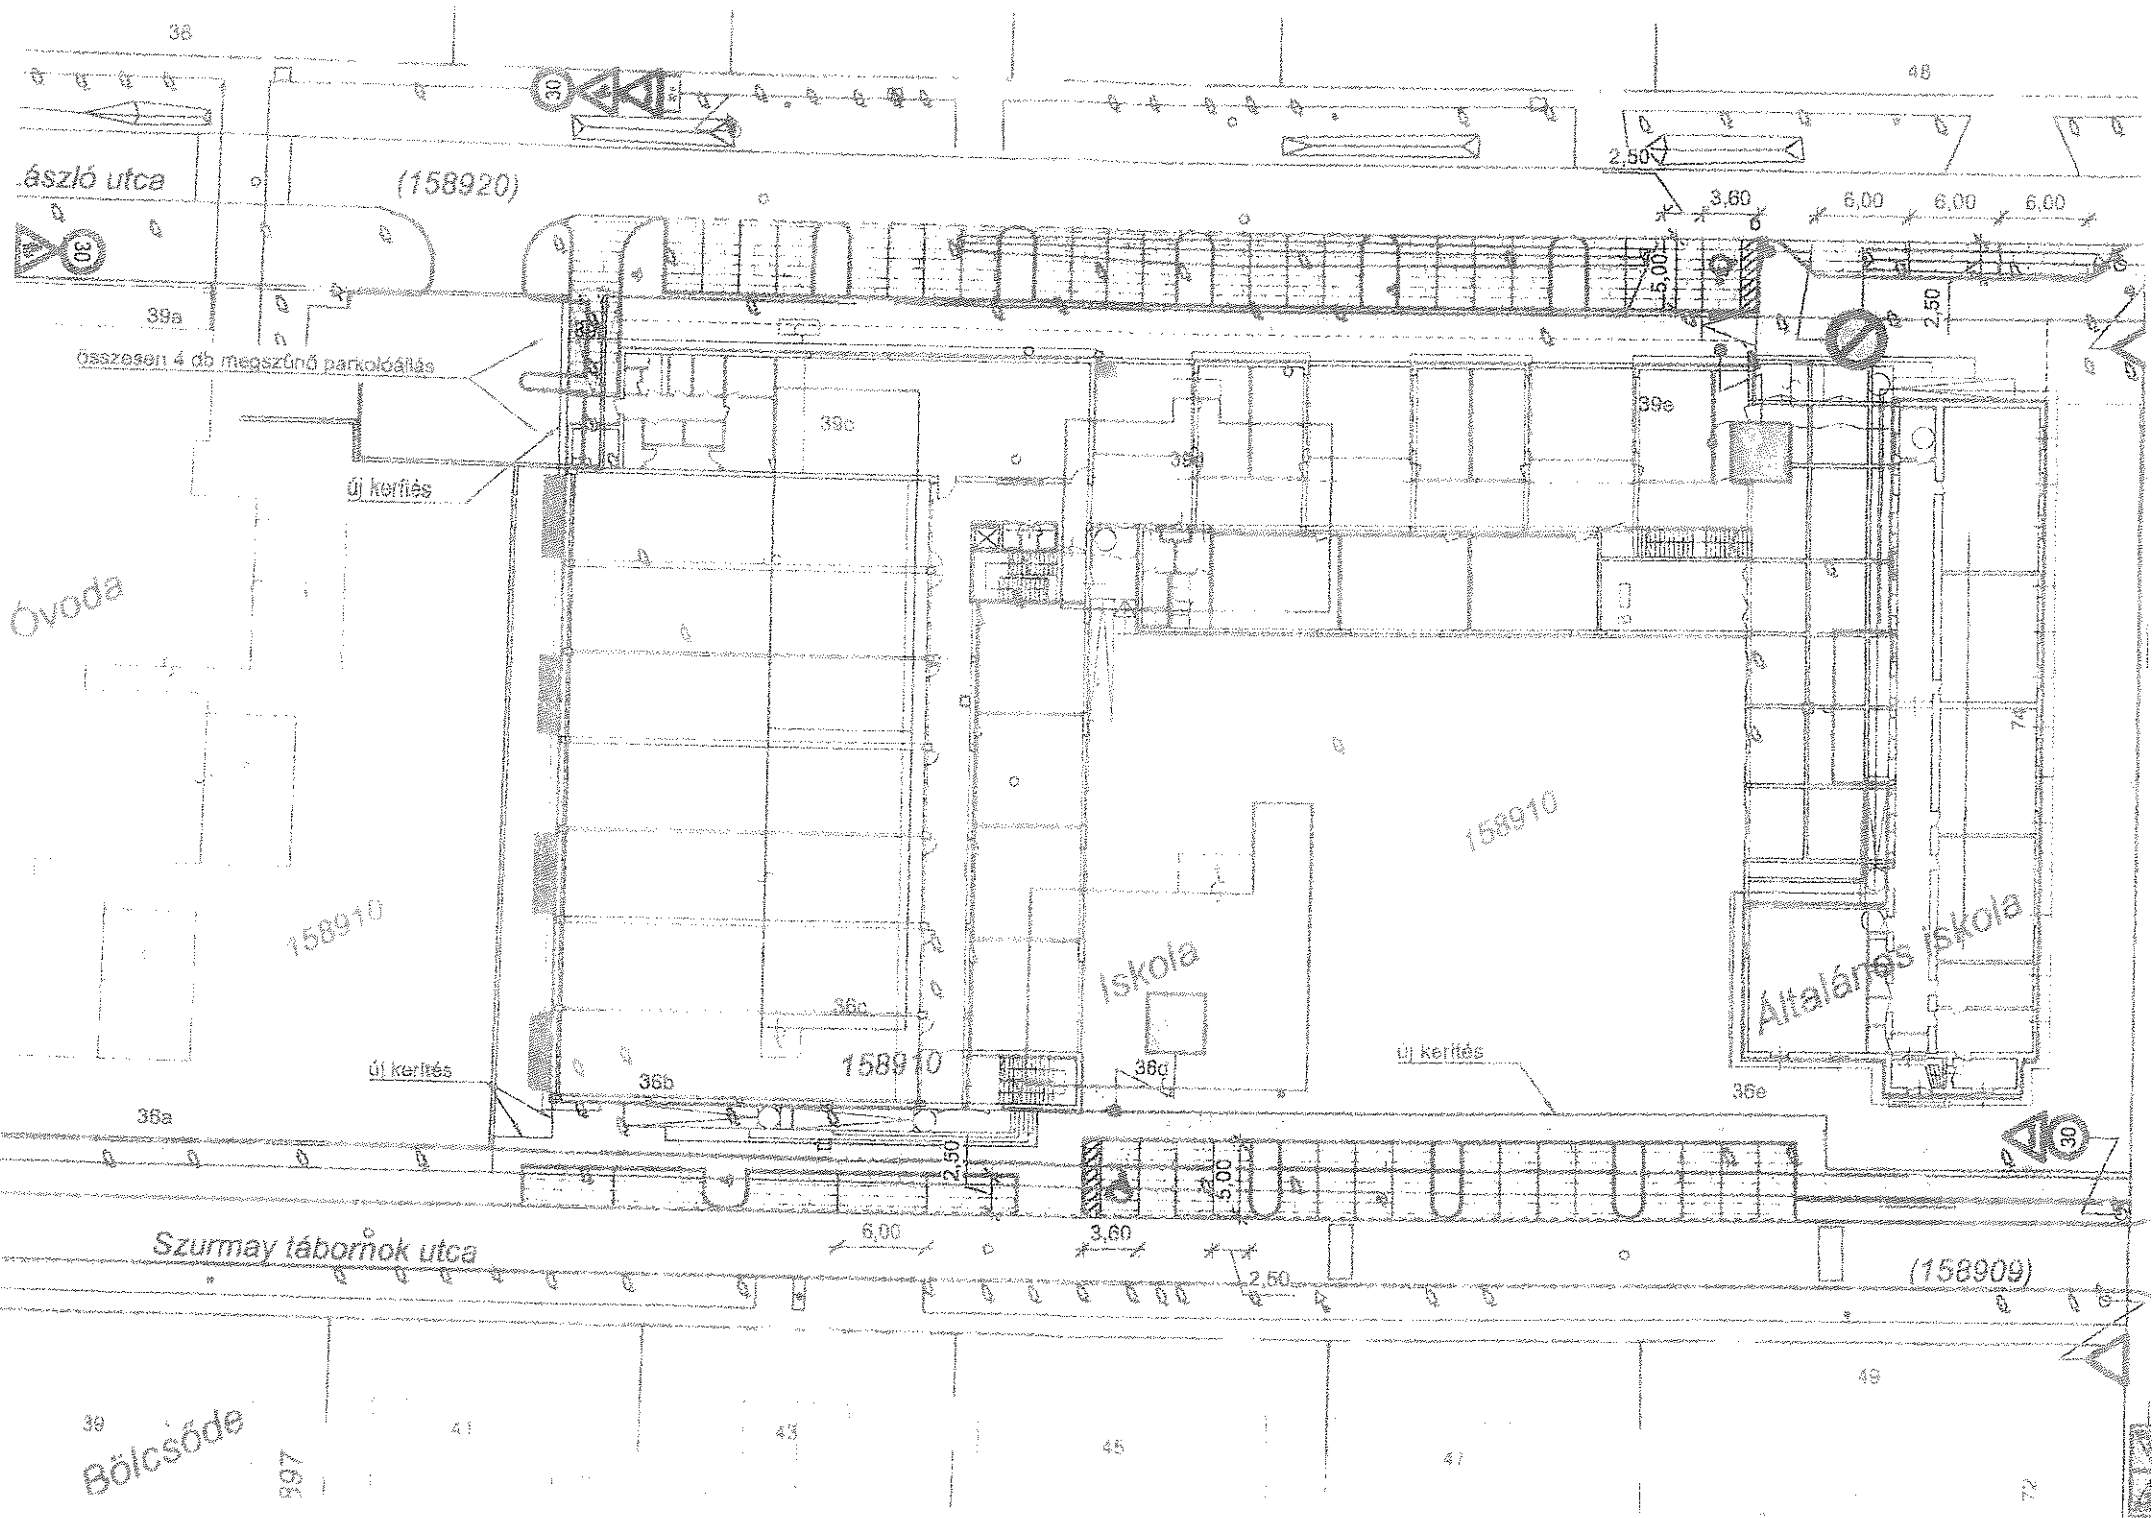 36
48
30
ászló utca
(158920)
2,50
3,60
6,00
6,00
6,00
30
5,00
2,50
39a
összesen 4 db megszűnő parkolóállás
39c
39e
új kerítés
Óvoda
74
158910
158910
Iskola
Általános iskola
36c
158910
új kerítés
36b
36d
új kerítés
36e
36a
30
2,50
5,00
Szurmay tábornok utca
6,00
3,60
2,50
(158909)
39
Bölcsőde
41
43
45
47
49
72